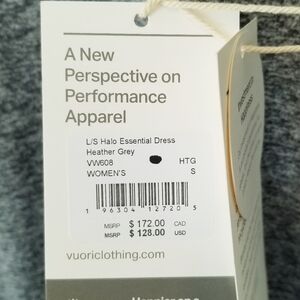 A New
Perspective on
Performance
Apparel
L/S Halo Essential Dress
Heather Grey
VW608 HTG
WOMEN'S S
1 96304 12720 5
MSRP $ 172.00 CAD
MSRP $ 128.00 USD
vuoriclothing.com